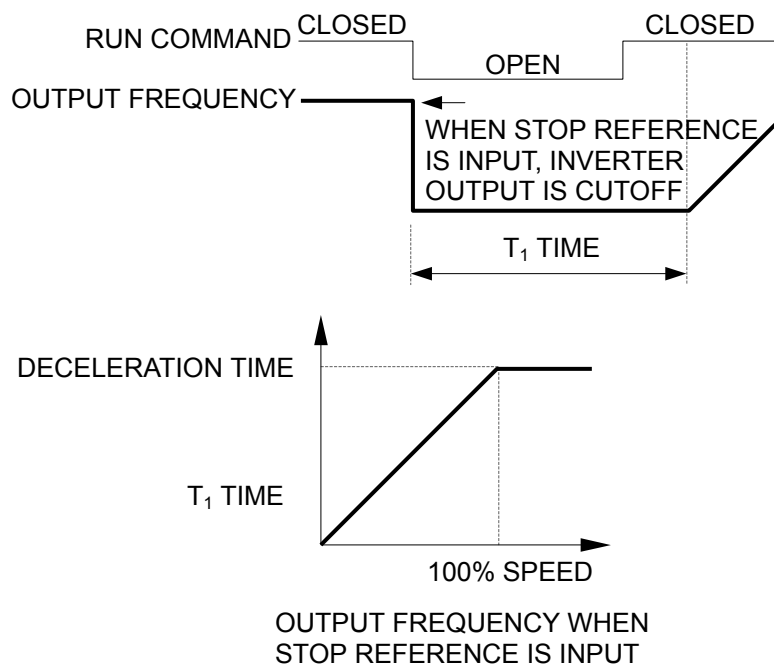 CLOSED
CLOSED
RUN COMMAND
OPEN
OUTPUT FREQUENCY
WHEN STOP REFERENCE
IS INPUT, INVERTER
OUTPUT IS CUTOFF
T₁ TIME
DECELERATION TIME
T₁ TIME
100% SPEED
OUTPUT FREQUENCY WHEN
STOP REFERENCE IS INPUT